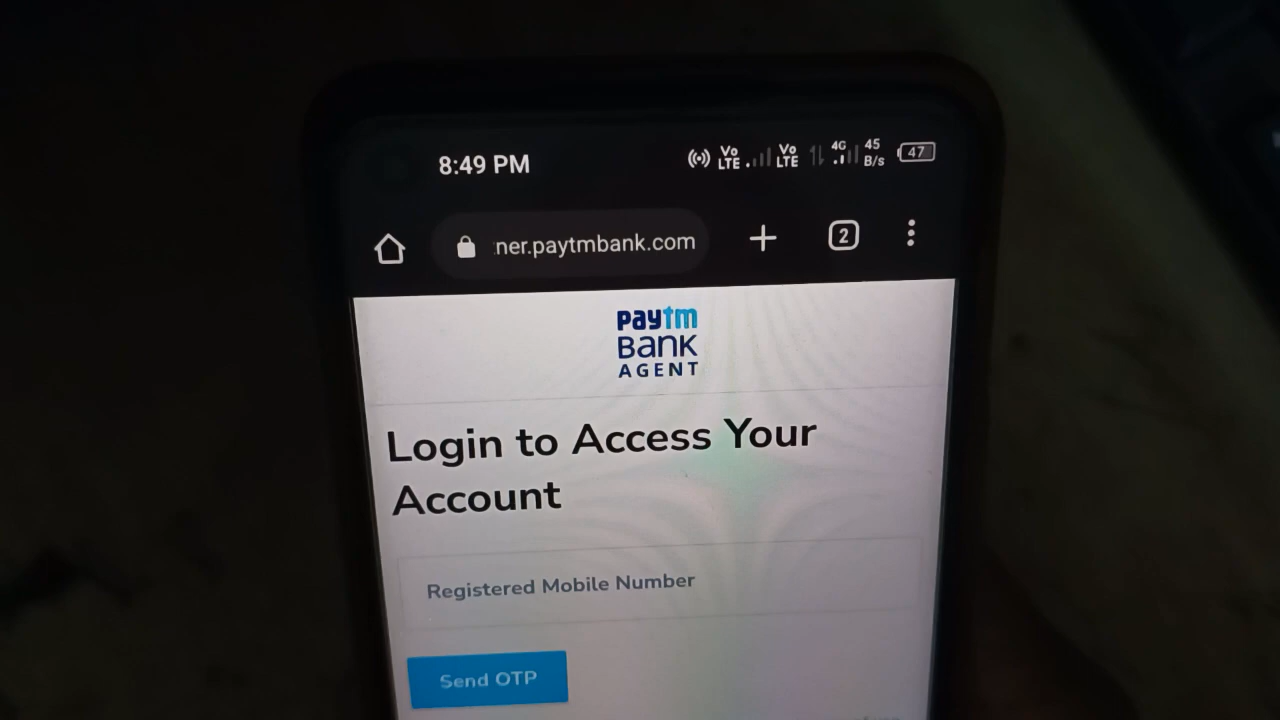 8:49 PM Vo LTE Vo LTE 4G 45 B/s 47
ner.paytmbank.com 2
paytm
BANK
AGENT
Login to Access Your
Account
Registered Mobile Number
Send OTP